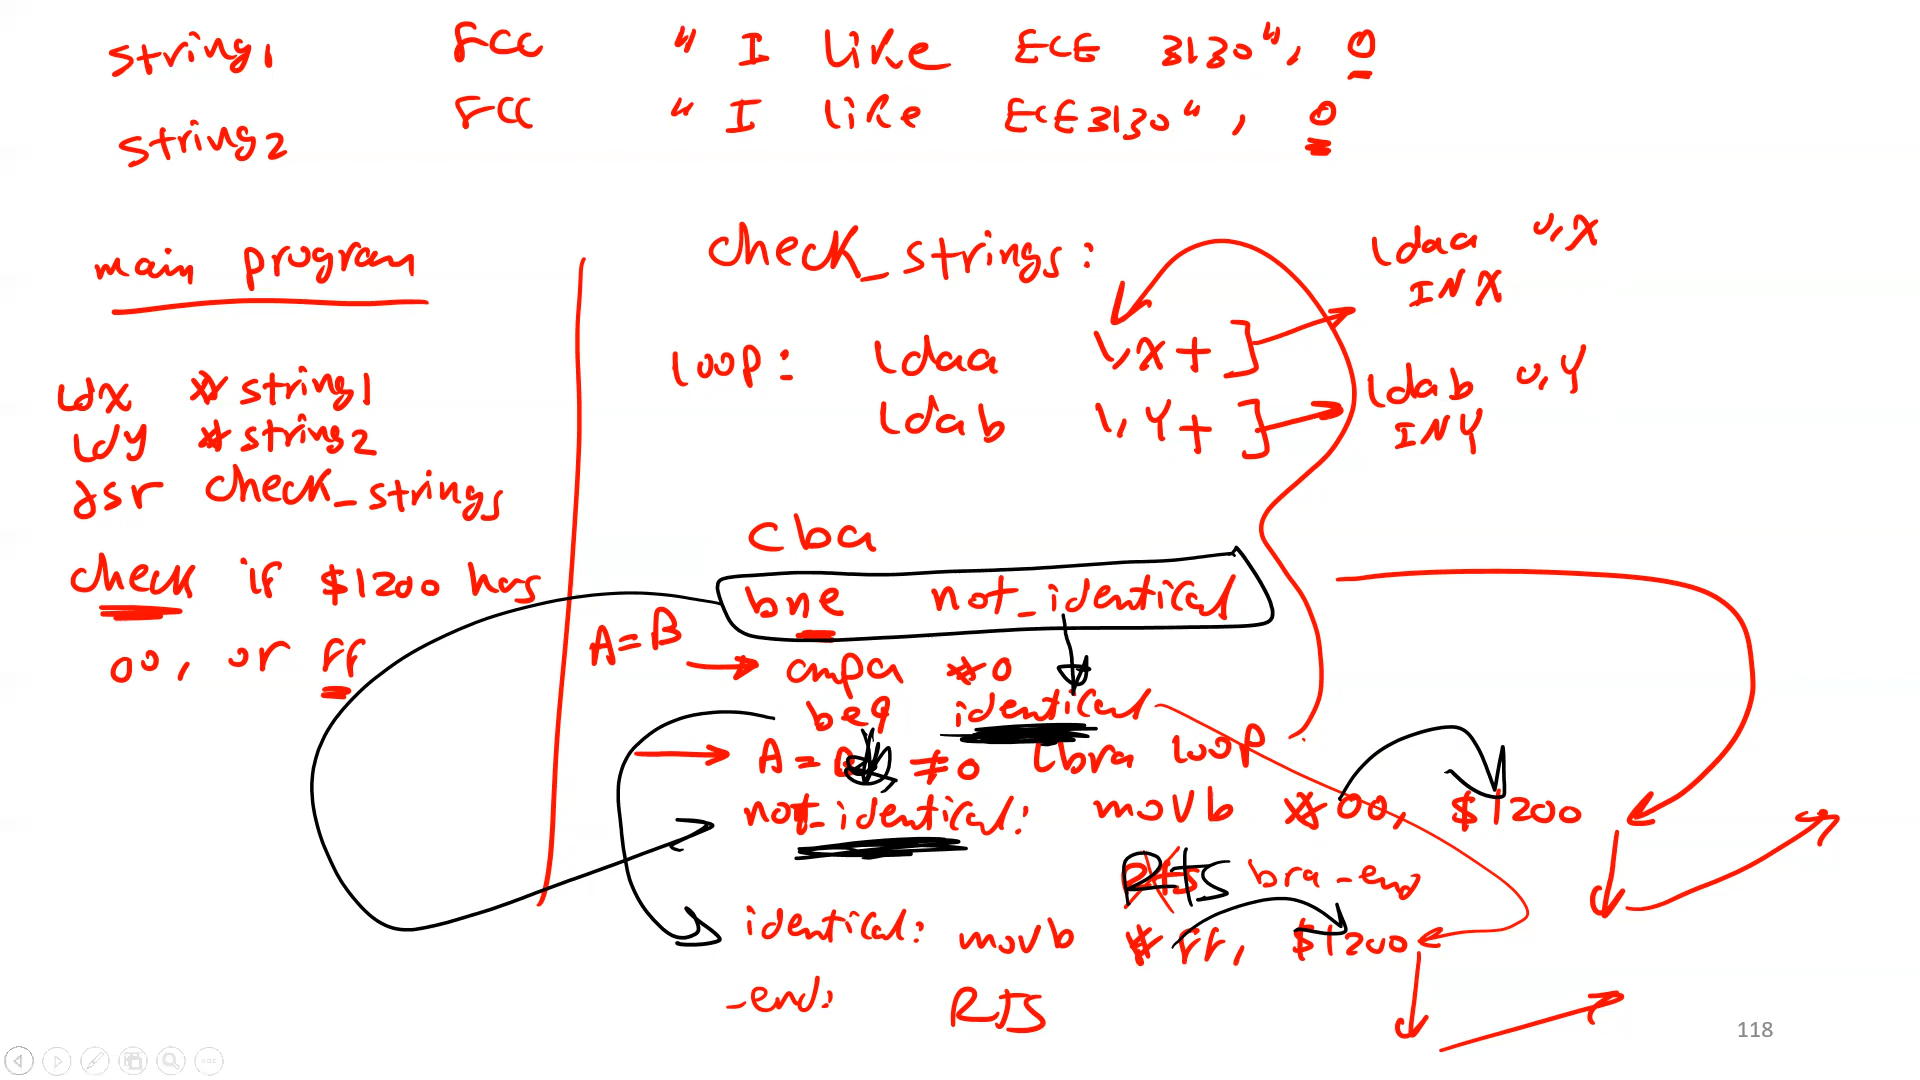 string1 FCC " I like ECE 3130", 0
string2 FCC " I like ECE3130", 0
main program
ldx # string1
ldy # string2
jsr check_strings
check if $1200 has
00, or ff
check_strings:
loop: ldaa 1,X+
ldab 1,Y+
ldaa 0,X
INX
ldab 0,Y
INY
cba
bne not_identical
A=B
cmpa #0
beq identical
A = B ≠0 lbra loop
not_identical: movb #00, $1200
RTS bra _end
identical: movb # ff, $1200
_end: RTS
118